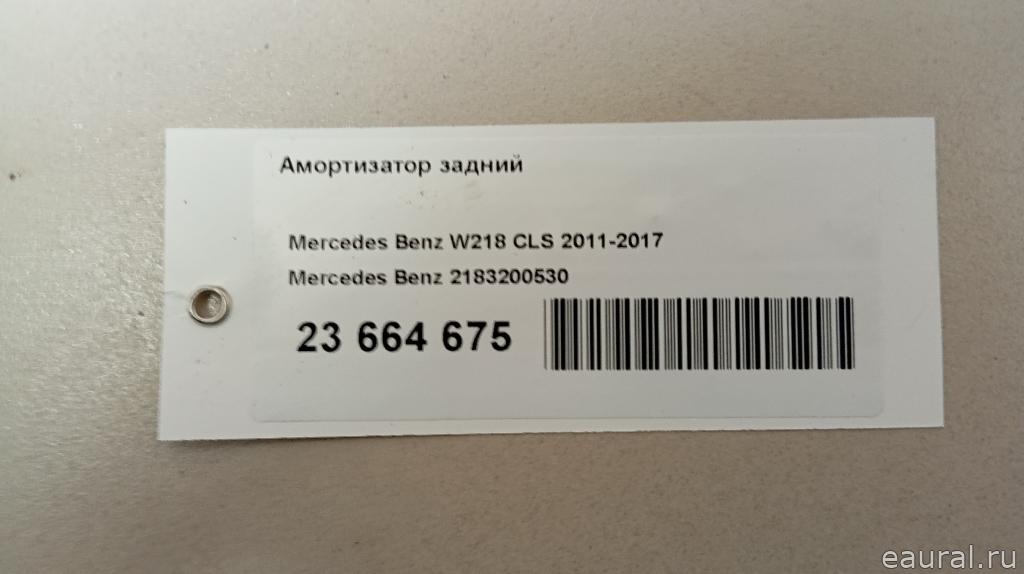 Амортизатор задний
Mercedes Benz W218 CLS 2011-2017
Mercedes Benz 2183200530
23 664 675
eaural.ru